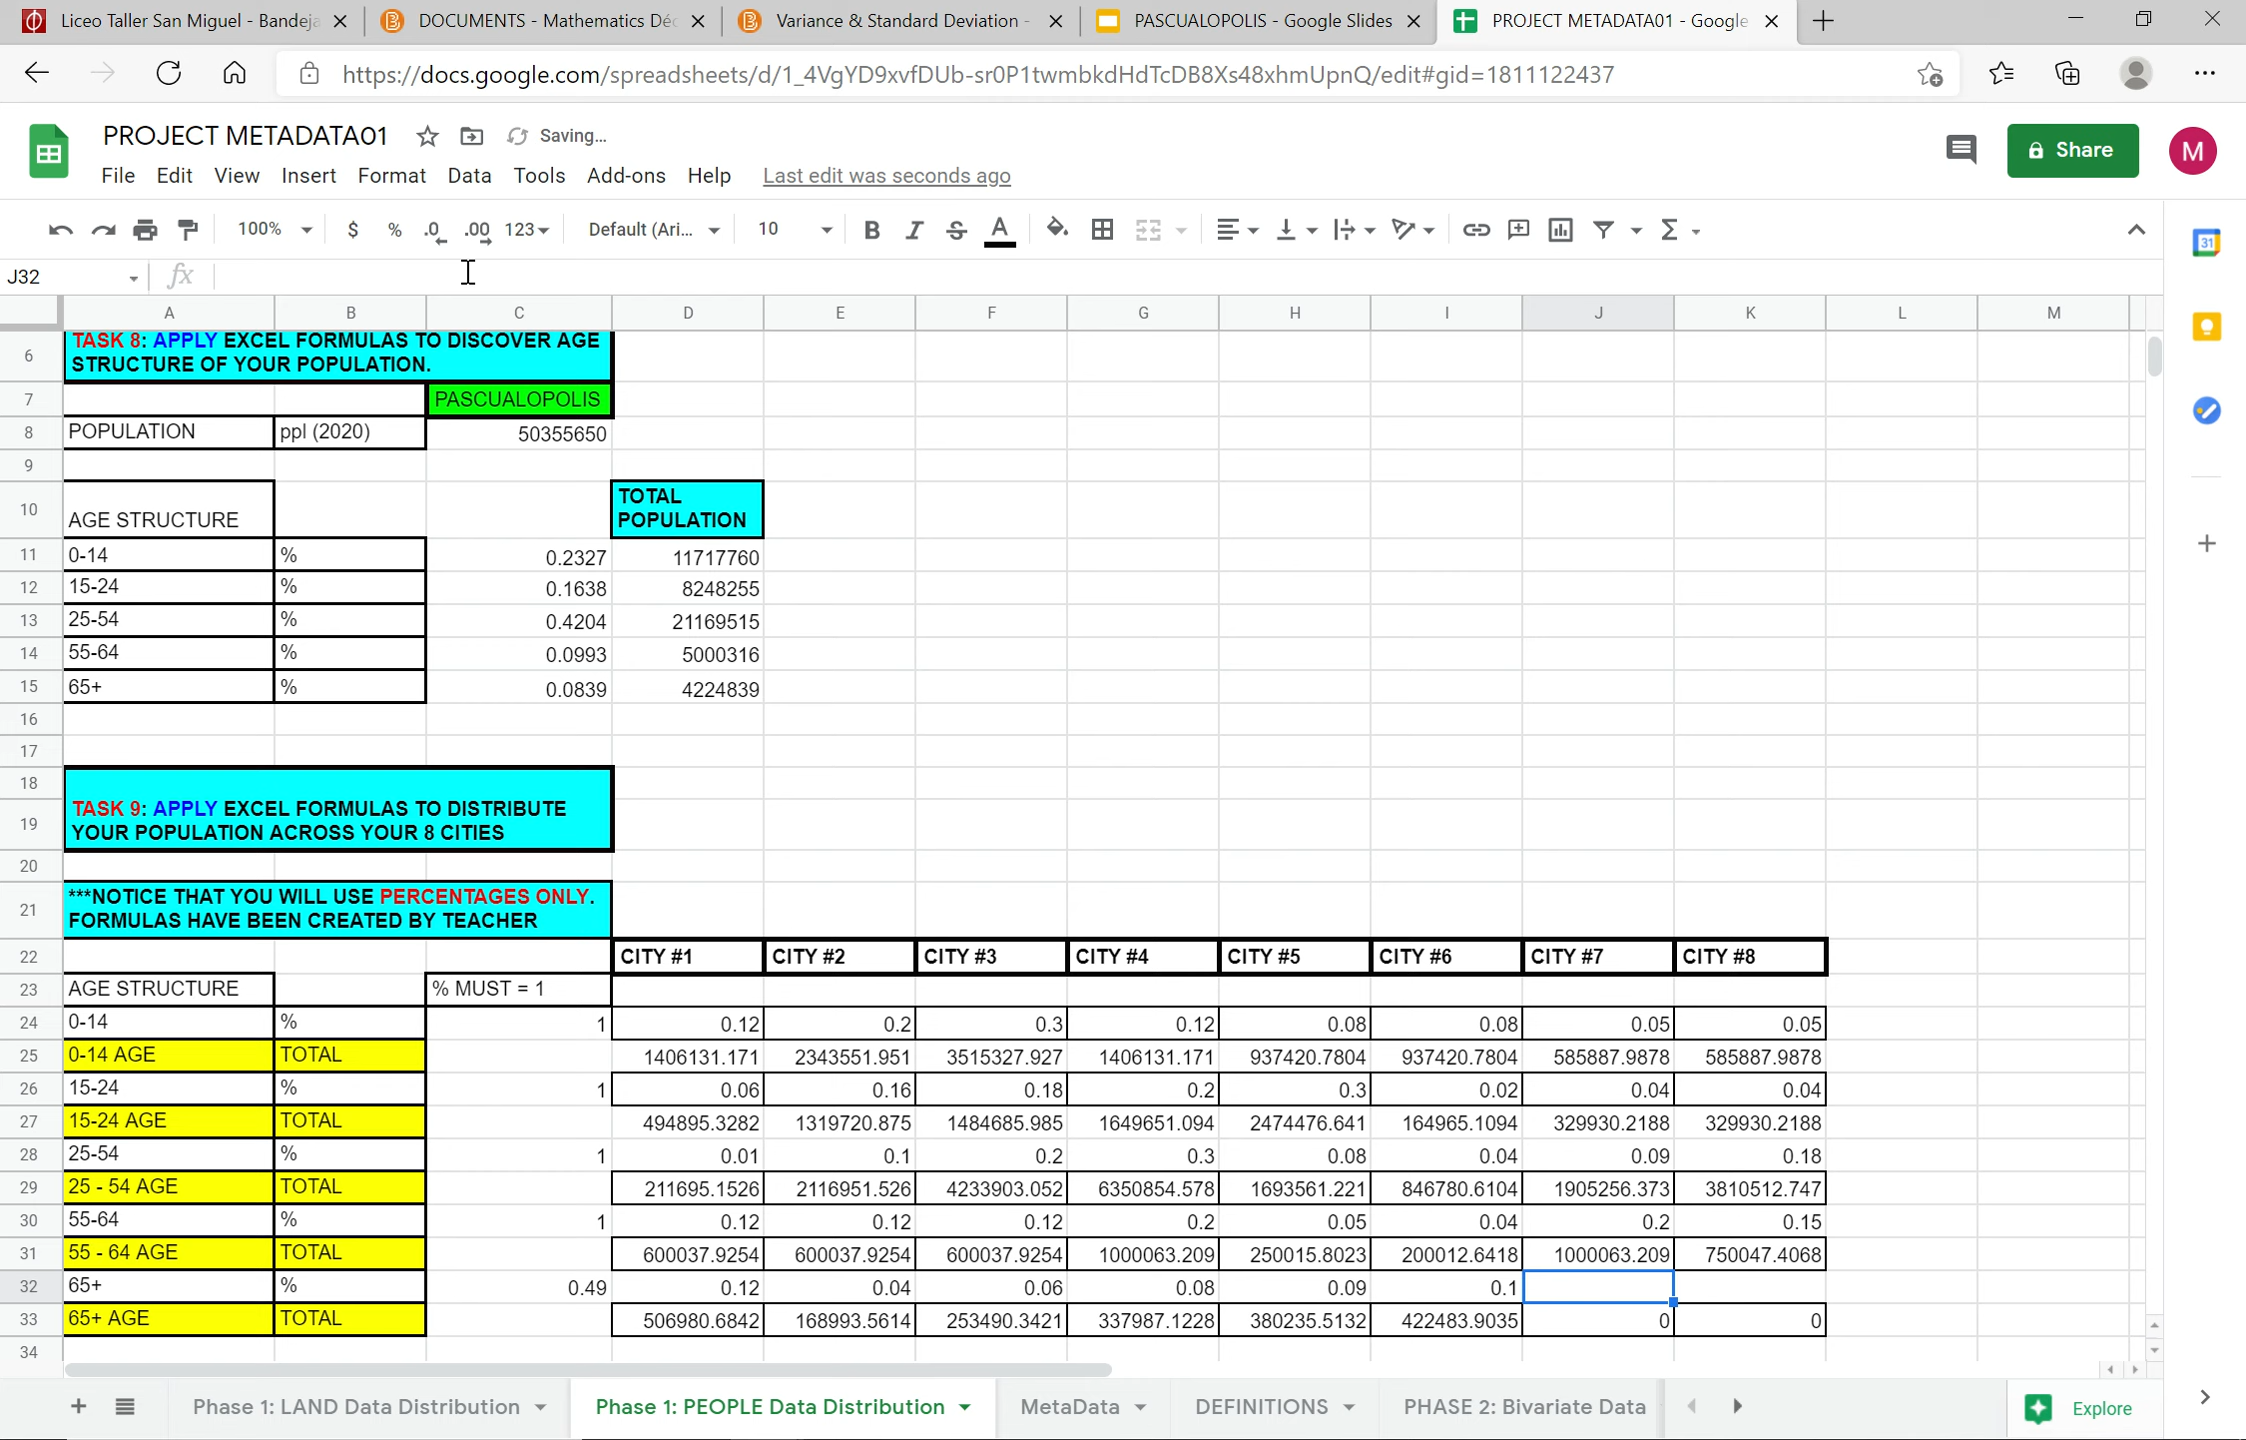 Liceo Taller San Miguel - Bandeja
DOCUMENTS - Mathematics Déc
Variance & Standard Deviation -
PASCUALOPOLIS - Google Slides
PROJECT METADATA01 - Google
https://docs.google.com/spreadsheets/d/1_4VgYD9xvfDUb-sr0P1twmbkdHdTcDB8Xs48xhmUpnQ/edit#gid=1811122437
PROJECT METADATA01 Saving...
File Edit View Insert Format Data Tools Add-ons Help Last edit was seconds ago
Share
M
100% $ % .0 .00 123 Default (Ari... 10 B I S A Σ
31
J32 fx
A B C D E F G H I J K L M
6 TASK 8: APPLY EXCEL FORMULAS TO DISCOVER AGE
STRUCTURE OF YOUR POPULATION.
7 PASCUALOPOLIS
8 POPULATION ppl (2020) 50355650
9
10 AGE STRUCTURE TOTAL
POPULATION
11 0-14 % 0.2327 11717760
12 15-24 % 0.1638 8248255
13 25-54 % 0.4204 21169515
14 55-64 % 0.0993 5000316
15 65+ % 0.0839 4224839
16
17
18
19 TASK 9: APPLY EXCEL FORMULAS TO DISTRIBUTE
YOUR POPULATION ACROSS YOUR 8 CITIES
20
21 ***NOTICE THAT YOU WILL USE PERCENTAGES ONLY.
FORMULAS HAVE BEEN CREATED BY TEACHER
22 CITY #1 CITY #2 CITY #3 CITY #4 CITY #5 CITY #6 CITY #7 CITY #8
23 AGE STRUCTURE % MUST = 1
24 0-14 % 1 0.12 0.2 0.3 0.12 0.08 0.08 0.05 0.05
25 0-14 AGE TOTAL 1406131.171 2343551.951 3515327.927 1406131.171 937420.7804 937420.7804 585887.9878 585887.9878
26 15-24 % 1 0.06 0.16 0.18 0.2 0.3 0.02 0.04 0.04
27 15-24 AGE TOTAL 494895.3282 1319720.875 1484685.985 1649651.094 2474476.641 164965.1094 329930.2188 329930.2188
28 25-54 % 1 0.01 0.1 0.2 0.3 0.08 0.04 0.09 0.18
29 25 - 54 AGE TOTAL 211695.1526 2116951.526 4233903.052 6350854.578 1693561.221 846780.6104 1905256.373 3810512.747
30 55-64 % 1 0.12 0.12 0.12 0.2 0.05 0.04 0.2 0.15
31 55 - 64 AGE TOTAL 600037.9254 600037.9254 600037.9254 1000063.209 250015.8023 200012.6418 1000063.209 750047.4068
32 65+ % 0.49 0.12 0.04 0.06 0.08 0.09 0.1
33 65+ AGE TOTAL 506980.6842 168993.5614 253490.3421 337987.1228 380235.5132 422483.9035 0 0
34
Phase 1: LAND Data Distribution Phase 1: PEOPLE Data Distribution MetaData DEFINITIONS PHASE 2: Bivariate Data Explore